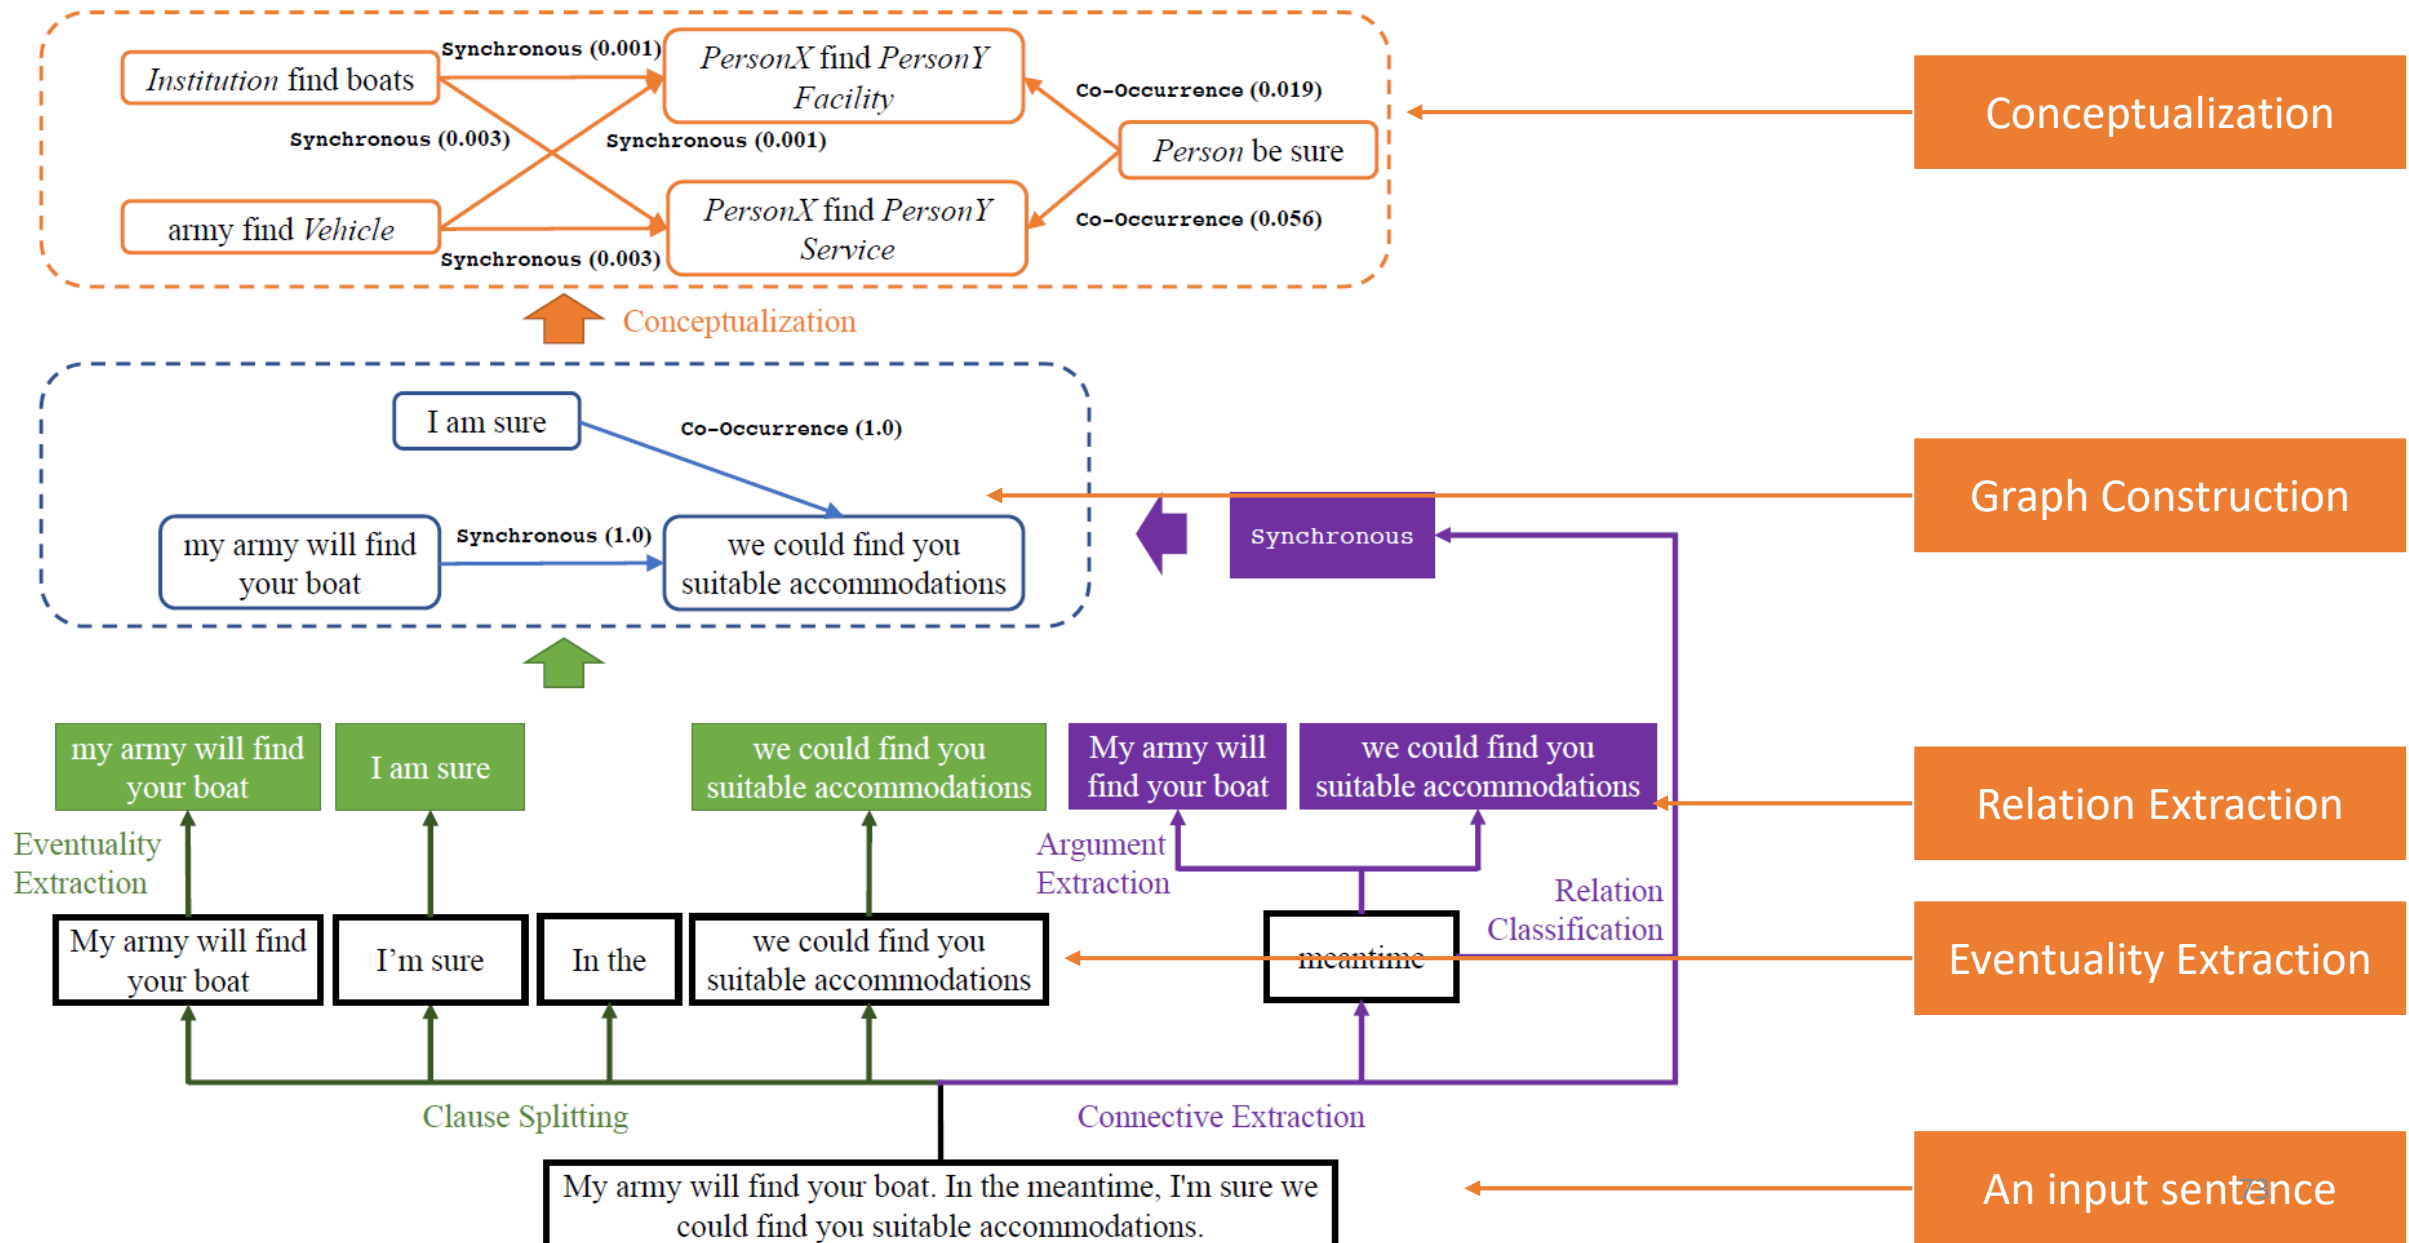 Synchronous (0.001)
Institution find boats
PersonX find PersonY
Facility
Co-Occurrence (0.019)
Conceptualization
Synchronous (0.003)
Synchronous (0.001)
Person be sure
army find Vehicle
PersonX find PersonY
Service
Co-Occurrence (0.056)
Synchronous (0.003)
Conceptualization
I am sure
Co-Occurrence (1.0)
Graph Construction
my army will find
your boat
Synchronous (1.0)
we could find you
suitable accommodations
Synchronous
my army will find
your boat
I am sure
we could find you
suitable accommodations
My army will
find your boat
we could find you
suitable accommodations
Relation Extraction
Eventuality
Extraction
Argument
Extraction
Relation
Classification
My army will find
your boat
I'm sure
In the
we could find you
suitable accommodations
meantime
Eventuality Extraction
Clause Splitting
Connective Extraction
My army will find your boat. In the meantime, I'm sure we
could find you suitable accommodations.
An input sentence
73